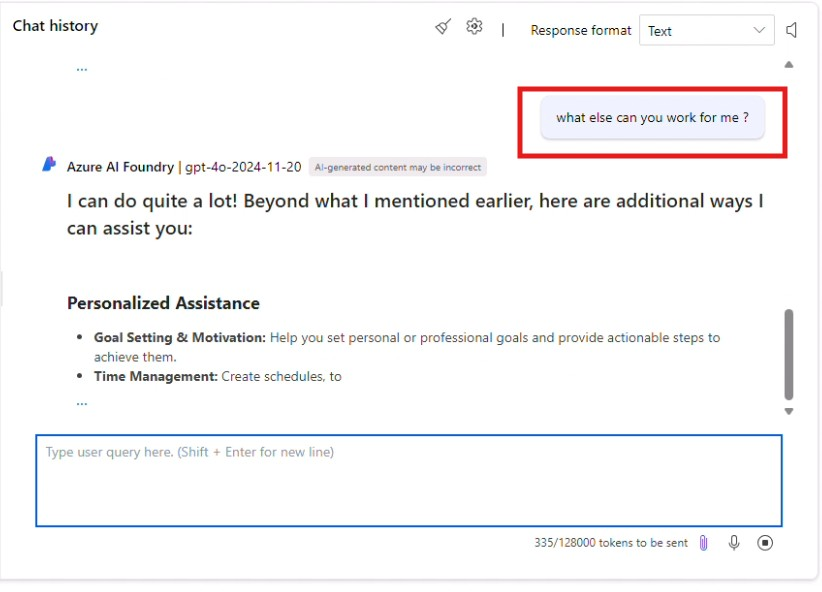 Chat history
Response format
Text
...
what else can you work for me ?
Azure AI Foundry | gpt-4o-2024-11-20
AI-generated content may be incorrect
I can do quite a lot! Beyond what I mentioned earlier, here are additional ways I
can assist you:
Personalized Assistance
• Goal Setting & Motivation: Help you set personal or professional goals and provide actionable steps to
achieve them.
• Time Management: Create schedules, to
...
Type user query here. (Shift + Enter for new line)
335/128000 tokens to be sent